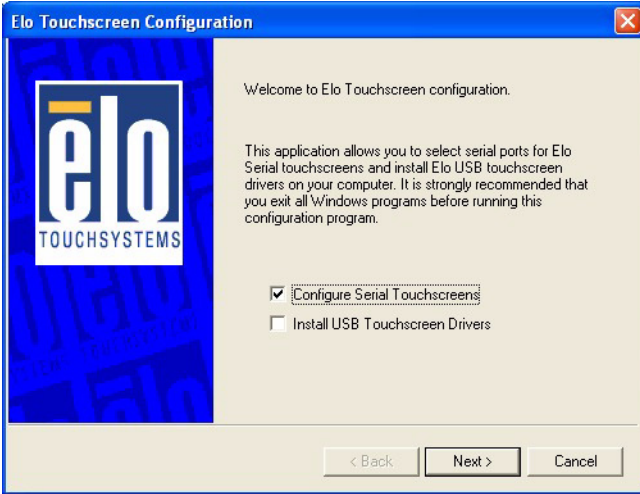 Elo Touchscreen Configuration
Welcome to Elo Touchscreen configuration.
This application allows you to select serial ports for Elo
Serial touchscreens and install Elo USB touchscreen
drivers on your computer. It is strongly recommended that
you exit all Windows programs before running this
configuration program.
ēlo
TOUCHSYSTEMS
Configure Serial Touchscreens
Install USB Touchscreen Drivers
< Back
Next >
Cancel